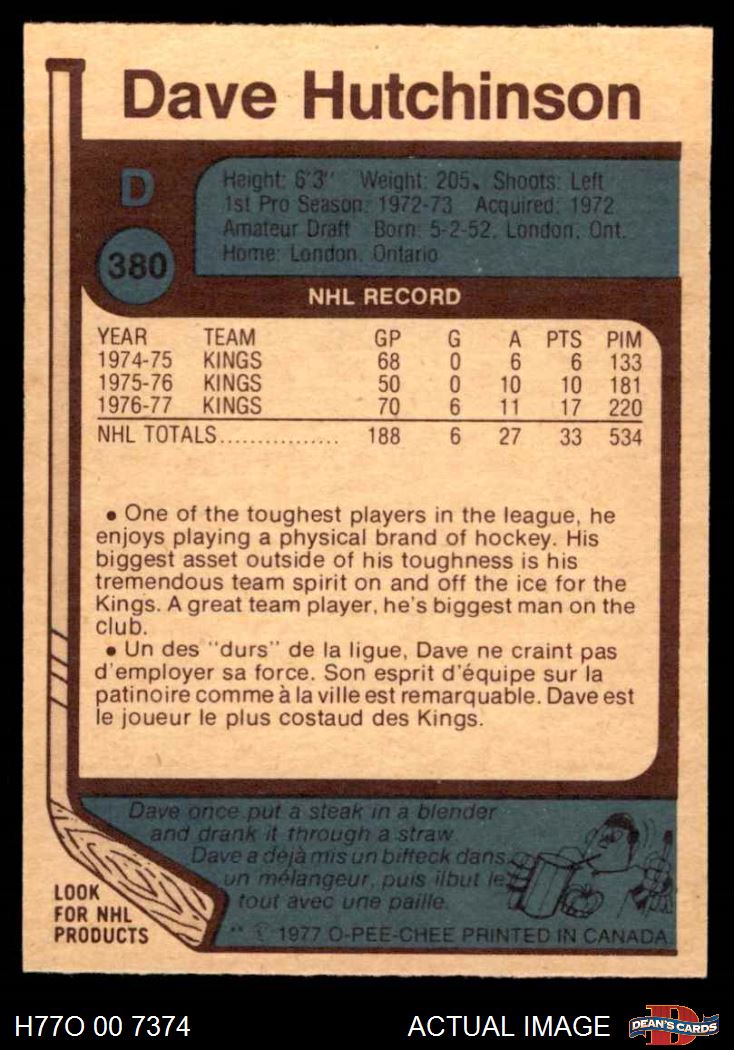 Dave Hutchinson
D
Height: 6'3" Weight: 205. Shoots: Left
1st Pro Season: 1972-73 Acquired: 1972
Amateur Draft Born: 5-2-52, London, Ont.
Home: London, Ontario
380
NHL RECORD
YEAR TEAM GP G A PTS PIM
1974-75 KINGS 68 0 6 6 133
1975-76 KINGS 50 0 10 10 181
1976-77 KINGS 70 6 11 17 220
NHL TOTALS................ 188 6 27 33 534
• One of the toughest players in the league, he
enjoys playing a physical brand of hockey. His
biggest asset outside of his toughness is his
tremendous team spirit on and off the ice for the
Kings. A great team player, he's biggest man on the
club.
• Un des "durs" de la ligue, Dave ne craint pas
d'employer sa force. Son esprit d'équipe sur la
patinoire comme à la ville est remarquable. Dave est
le joueur le plus costaud des Kings.
Dave once put a steak in a blender
and drank it through a straw.
Dave a déjà mis un bifteck dans
un mélangeur, puis ilbut le
tout avec une paille.
LOOK
FOR NHL
PRODUCTS
** © 1977 O-PEE-CHEE PRINTED IN CANADA
H77O 00 7374
ACTUAL IMAGE
D
DEAN'S CARDS